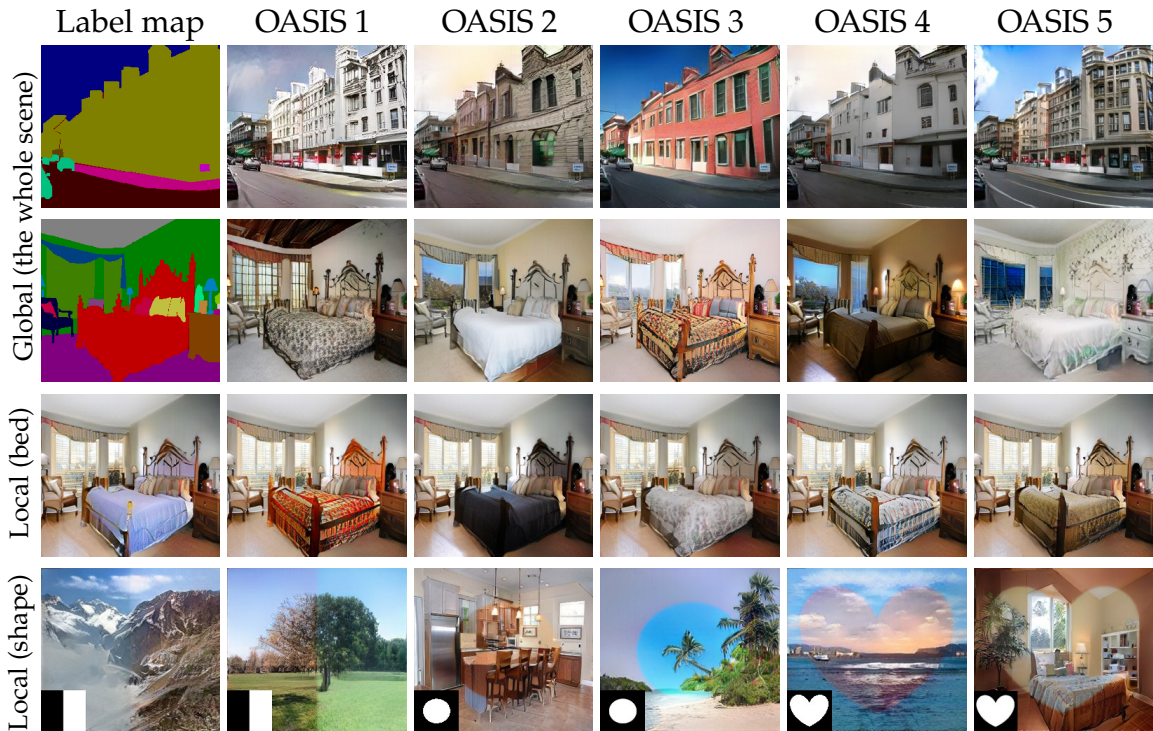 Label map OASIS 1 OASIS 2 OASIS 3 OASIS 4 OASIS 5
Global (the whole scene)
Local (bed)
Local (shape)